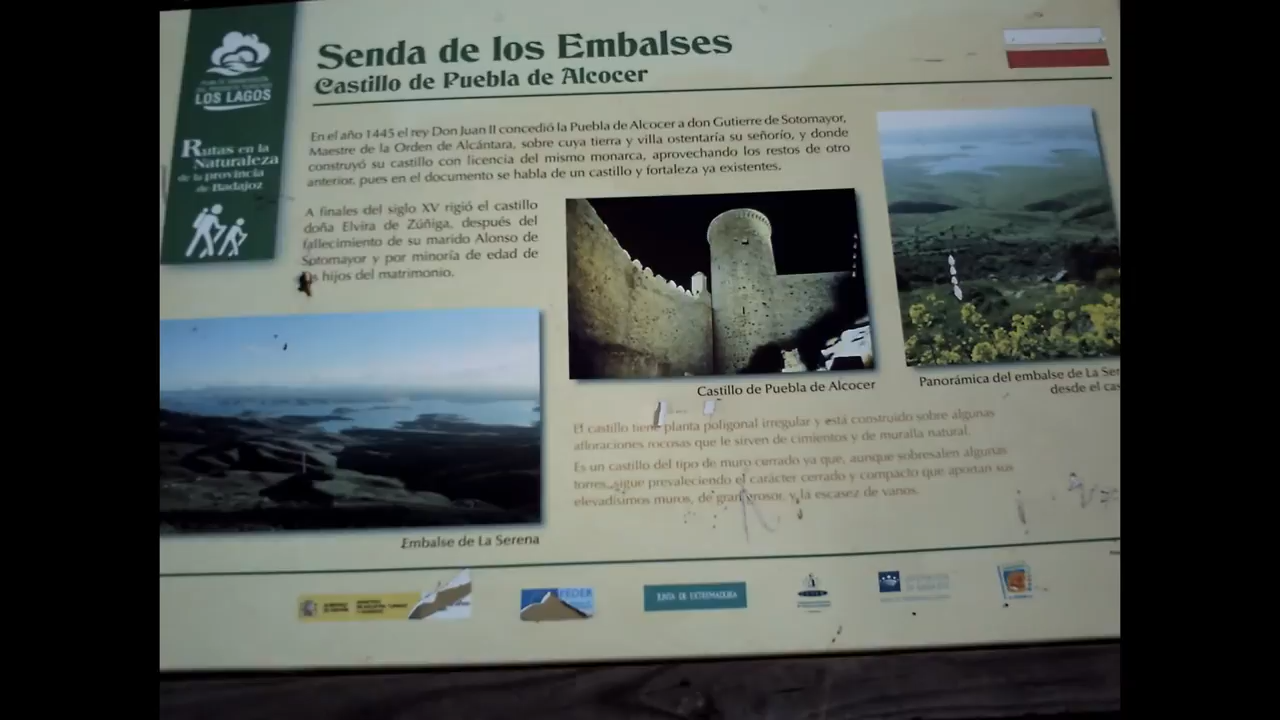 Senda de los Embalses
Castillo de Puebla de Alcocer
LOS LAGOS
Rutas en la
Naturaleza
de la provincia
de Badajoz
En el año 1445 el rey Don Juan II concedió la Puebla de Alcocer a don Gutierre de Sotomayor,
Maestre de la Orden de Alcántara, sobre cuya tierra y villa ostentaría su señorío, y donde
construyó su castillo con licencia del mismo monarca, aprovechando los restos de otro
anterior, pues en el documento se habla de un castillo y fortaleza ya existentes.
A finales del siglo XV rigió el castillo
doña Elvira de Zúñiga, después del
fallecimiento de su marido Alonso de
Sotomayor y por minoría de edad de
hijos del matrimonio.
Castillo de Puebla de Alcocer
Panorámica del embalse de La Ser
desde el cas
El castillo tiene planta poligonal irregular y está construido sobre algunas
afloraciones rocosas que le sirven de cimientos y de muralla natural.
Es un castillo del tipo de muro cerrado ya que, aunque sobresalen algunas
torres, sigue prevaleciendo el carácter cerrado y compacto que aportan sus
elevadísimos muros, de gran grosor, y la escasez de vanos.
Embalse de La Serena
FEDER
JUNTA DE EXTREMADURA